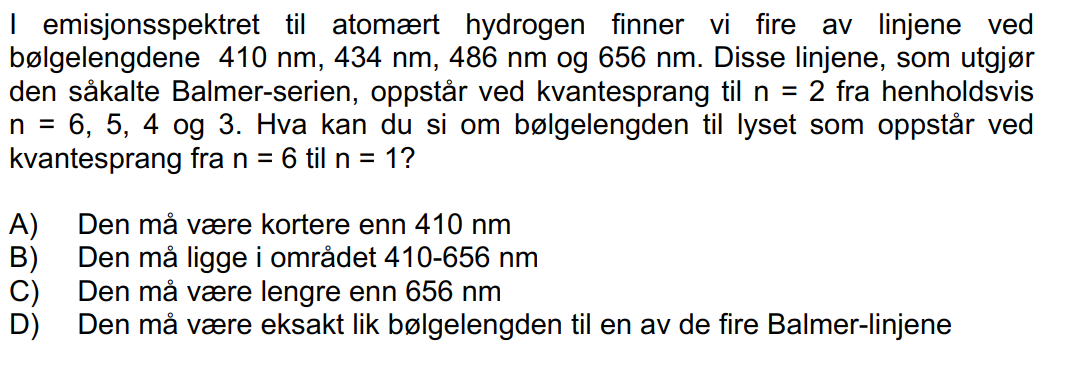 I emisjonsspektret til atomært hydrogen finner vi fire av linjene ved
bølgelengdene 410 nm, 434 nm, 486 nm og 656 nm. Disse linjene, som utgjør
den såkalte Balmer-serien, oppstår ved kvantesprang til n = 2 fra henholdsvis
n = 6, 5, 4 og 3. Hva kan du si om bølgelengden til lyset som oppstår ved
kvantesprang fra n = 6 til n = 1?
A) Den må være kortere enn 410 nm
B) Den må ligge i området 410-656 nm
C) Den må være lengre enn 656 nm
D) Den må være eksakt lik bølgelengden til en av de fire Balmer-linjene